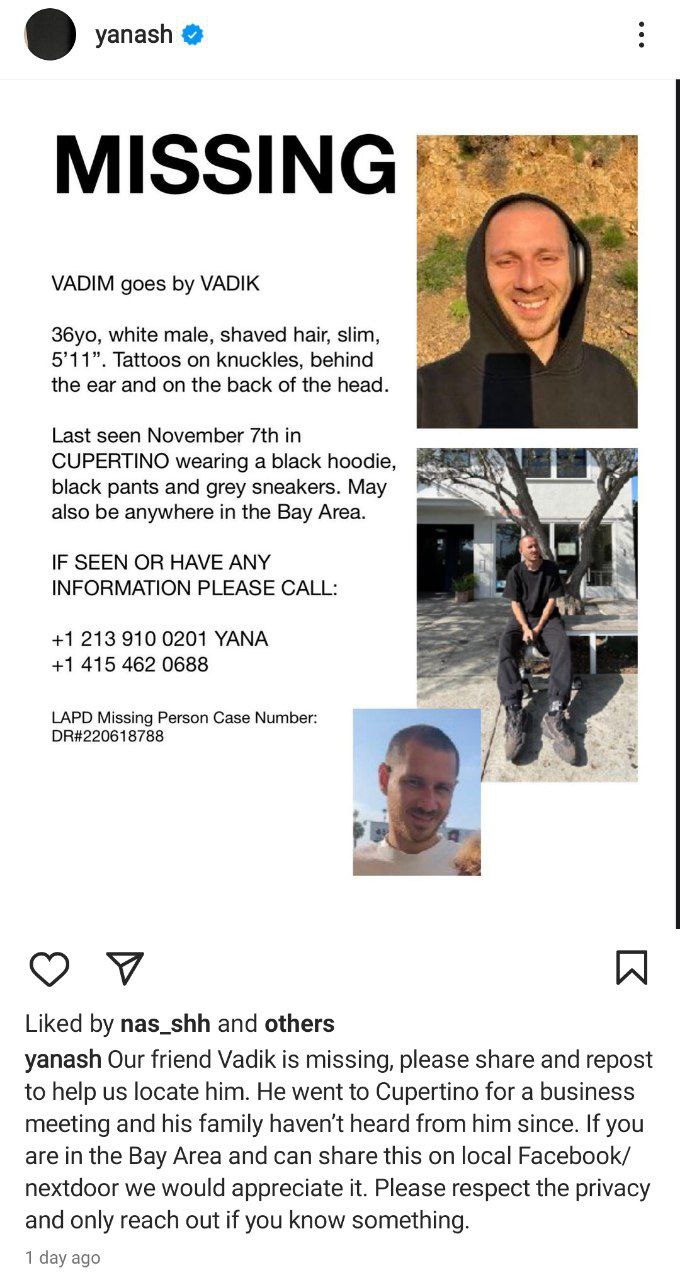 yanash
MISSING
VADIM goes by VADIK
36yo, white male, shaved hair, slim,
5’11”. Tattoos on knuckles, behind
the ear and on the back of the head.
Last seen November 7th in
CUPERTINO wearing a black hoodie,
black pants and grey sneakers. May
also be anywhere in the Bay Area.
IF SEEN OR HAVE ANY
INFORMATION PLEASE CALL:
+1 213 910 0201 YANA
+1 415 462 0688
LAPD Missing Person Case Number:
DR#220618788
Liked by nas_shh and others
yanash Our friend Vadik is missing, please share and repost
to help us locate him. He went to Cupertino for a business
meeting and his family haven’t heard from him since. If you
are in the Bay Area and can share this on local Facebook/
nextdoor we would appreciate it. Please respect the privacy
and only reach out if you know something.
1 day ago